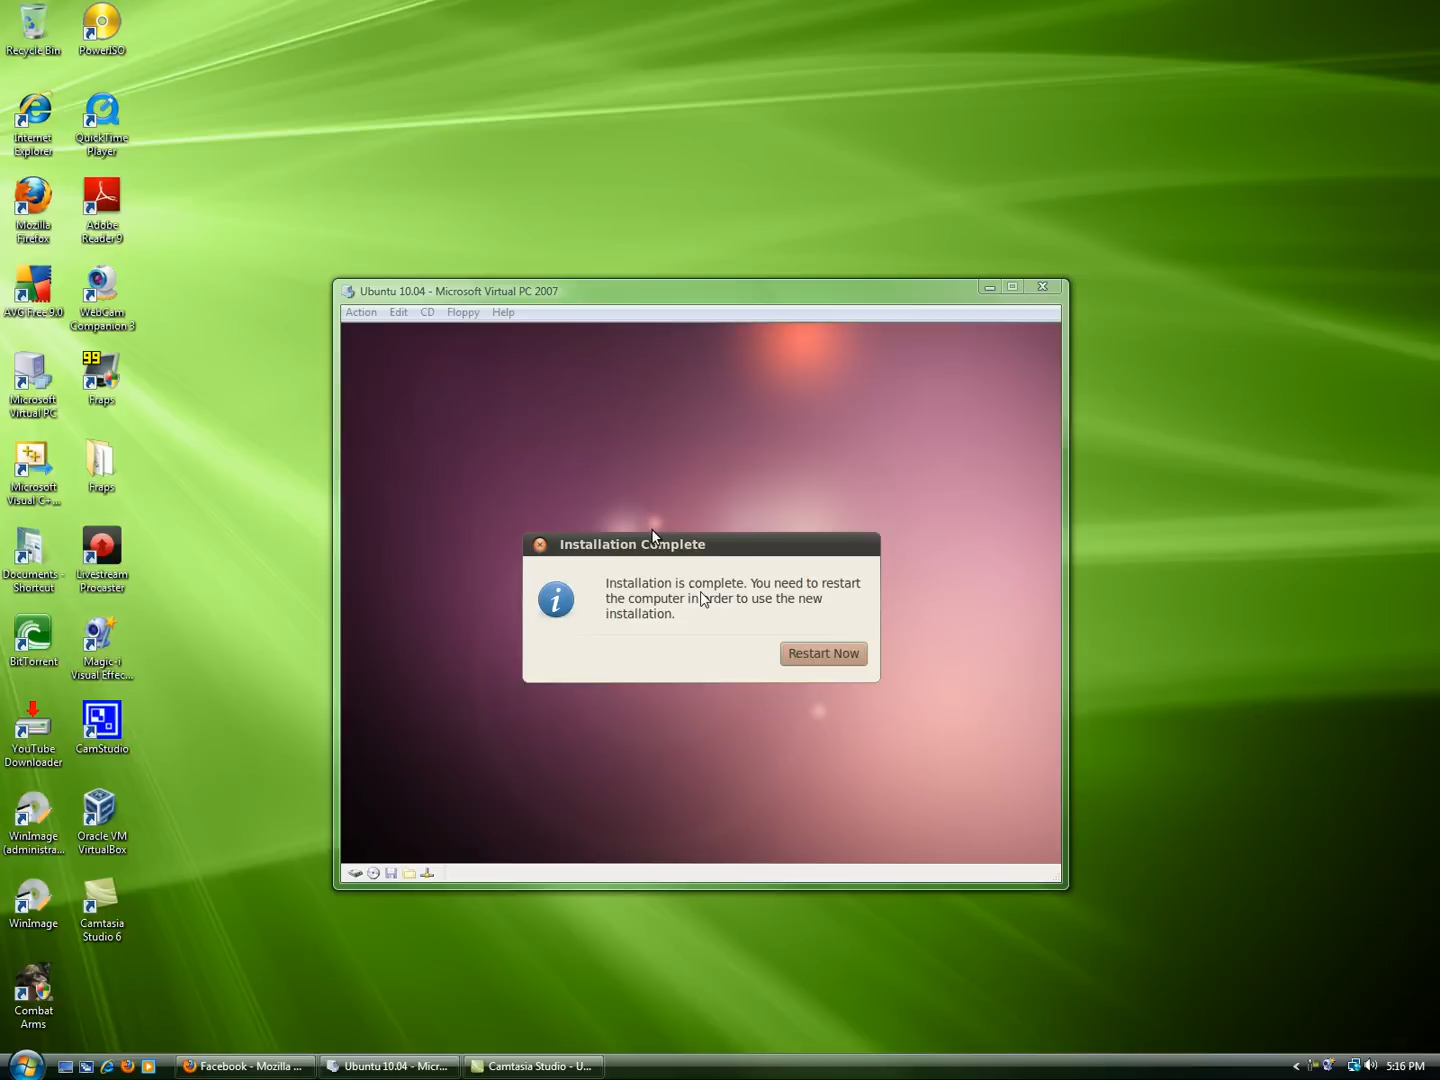 Recycle Bin
PowerISO
Internet
Explorer
QuickTime
Player
Mozilla
Firefox
Adobe
Reader 9
AVG Free 9.0
WebCam
Companion 3
Microsoft
Virtual PC
99
Fraps
Microsoft
Visual C+...
Fraps
Documents -
Shortcut
Livestream
Procaster
BitTorrent
Magic-i
Visual Effec...
YouTube
Downloader
CamStudio
WinImage
(administra...
Oracle VM
VirtualBox
WinImage
Camtasia
Studio 6
Combat
Arms
Ubuntu 10.04 - Microsoft Virtual PC 2007
Action Edit CD Floppy Help
Installation Complete
Installation is complete. You need to restart
the computer in order to use the new
installation.
Restart Now
Facebook - Mozilla ...
Ubuntu 10.04 - Micr...
Camtasia Studio - U...
5:16 PM